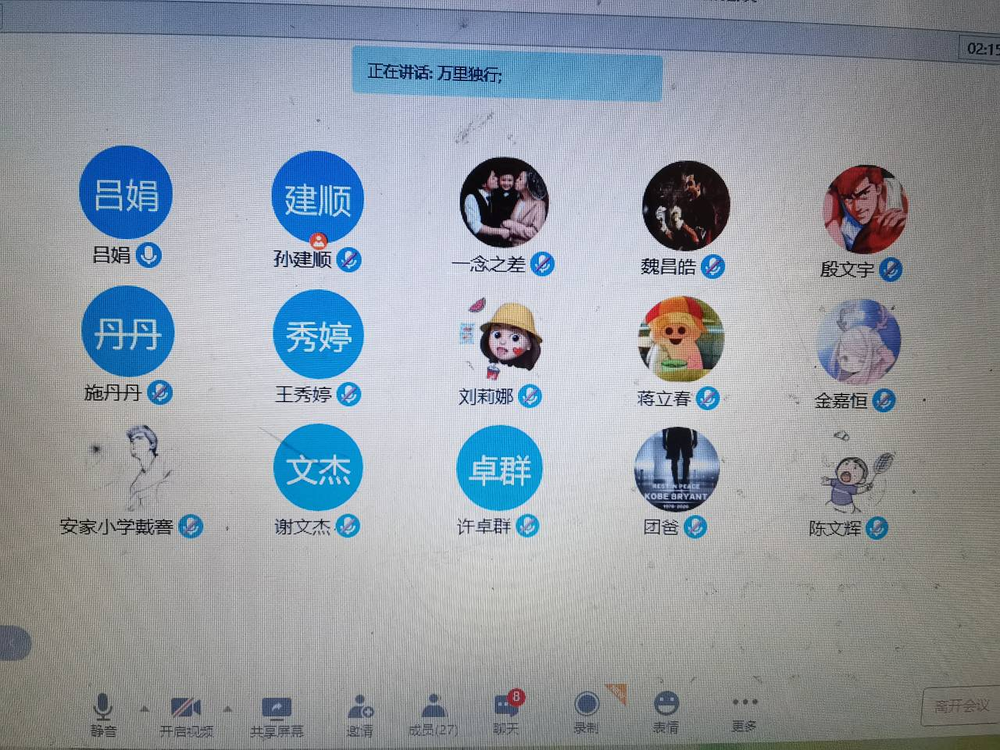 02:15
正在讲话: 万里独行;
吕娟
建顺
吕娟
孙建顺
一念之差
魏昌皓
殷文宇
丹丹
秀婷
施丹丹
王秀婷
刘莉娜
蒋立春
金嘉恒
文杰
卓群
REST IN PEACE
KOBE BRYANT
1978-2020
安家小学戴蓇
谢文杰
许卓群
团爸
陈文辉
8
静音
开启视频
共享屏幕
邀请
成员(27)
聊天
录制
表情
更多
离开会议